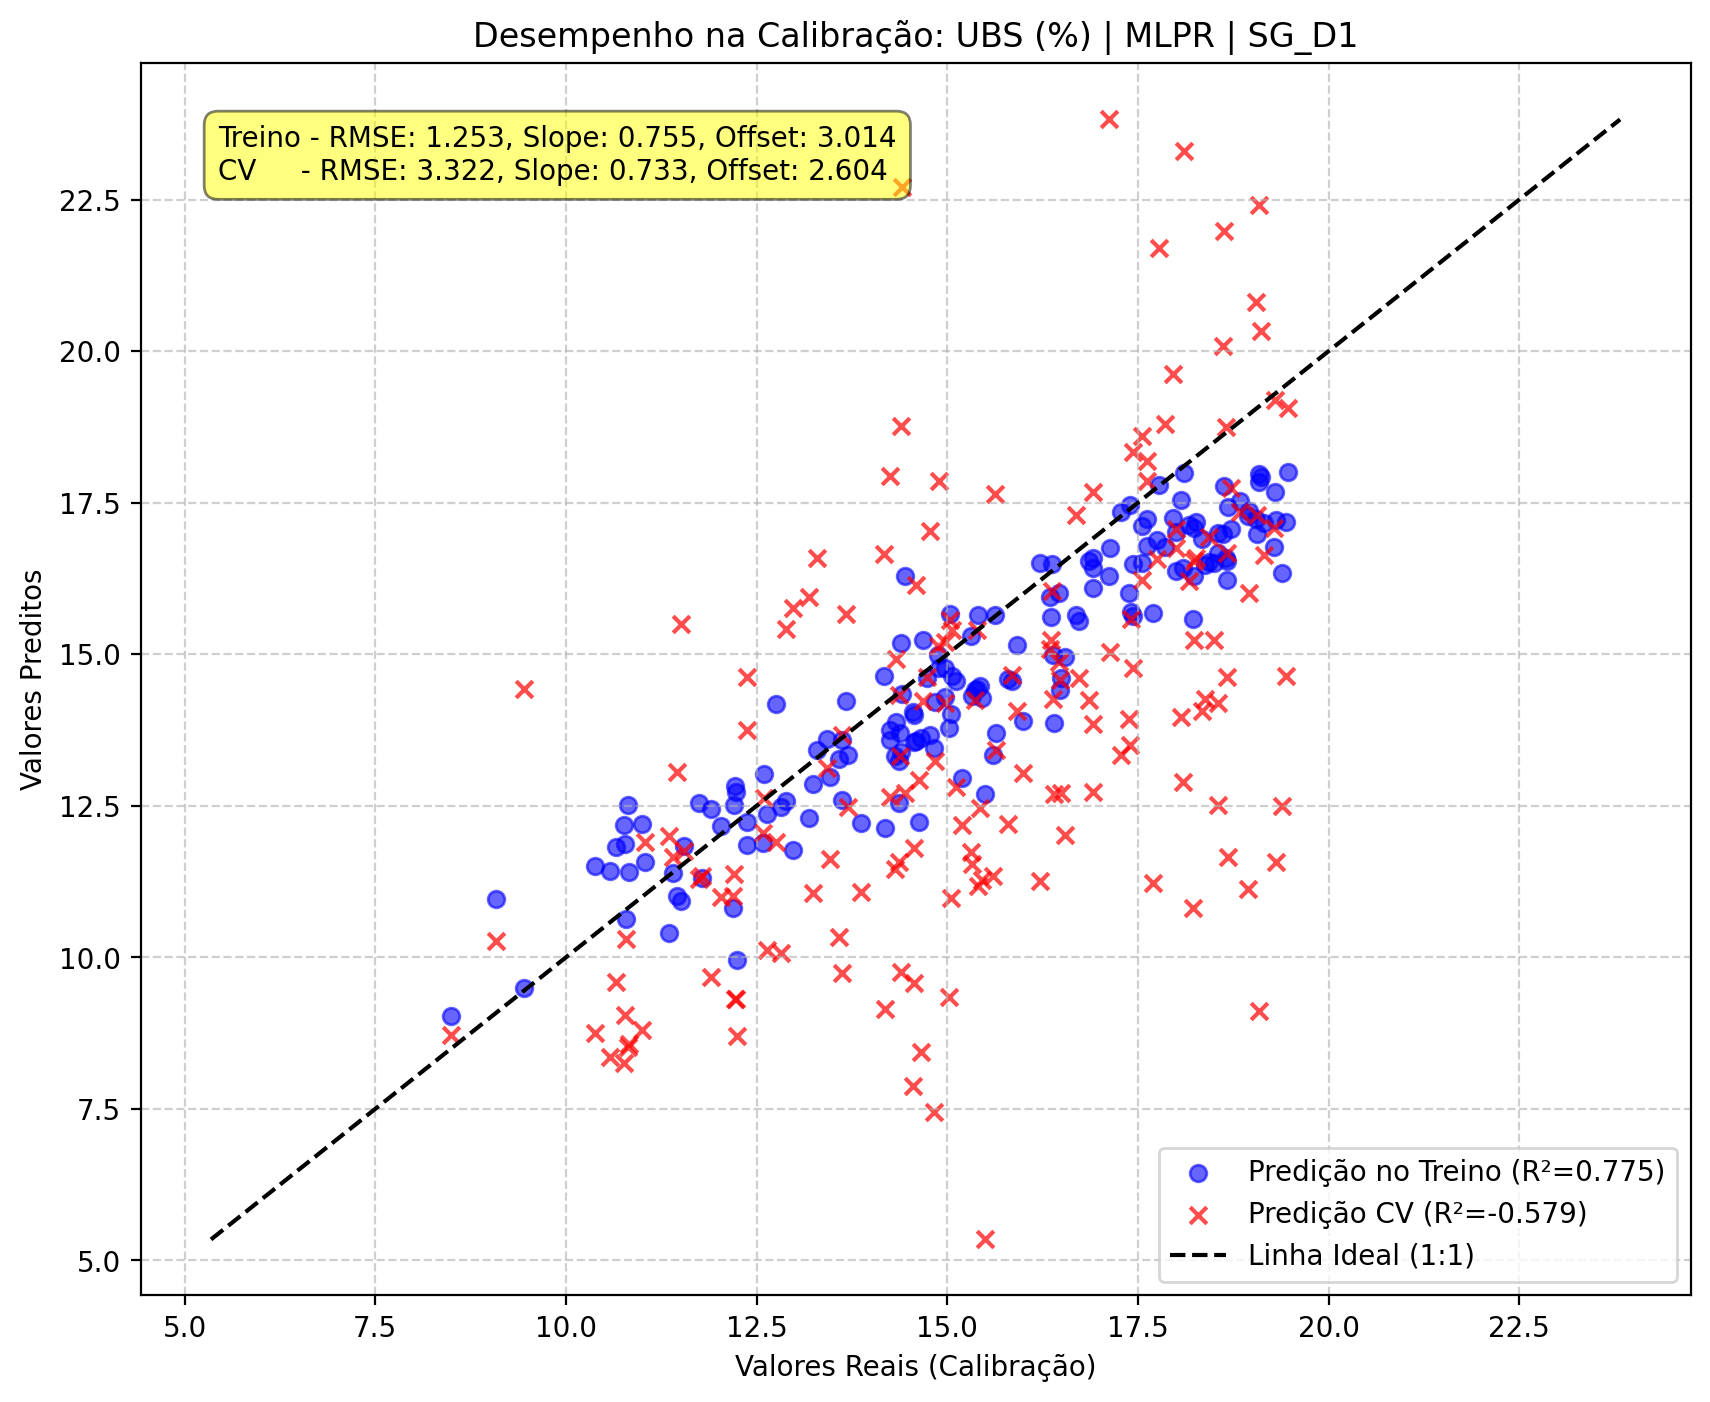 Desempenho na Calibração: UBS (%) | MLPR | SG_D1
Treino - RMSE: 1.253, Slope: 0.755, Offset: 3.014
CV - RMSE: 3.322, Slope: 0.733, Offset: 2.604
Valores Preditos
22.5
20.0
17.5
15.0
12.5
10.0
7.5
5.0
Predição no Treino (R²=0.775)
Predição CV (R²=-0.579)
Linha Ideal (1:1)
5.0 7.5 10.0 12.5 15.0 17.5 20.0 22.5
Valores Reais (Calibração)